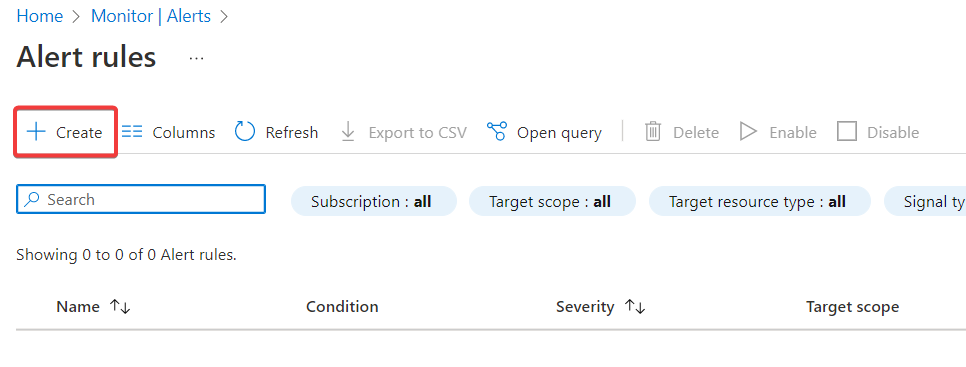 Home > Monitor | Alerts >
Alert rules ...
Create Columns Refresh Export to CSV Open query Delete Enable Disable
Search Subscription : all Target scope : all Target resource type : all Signal ty
Showing 0 to 0 of 0 Alert rules.
Name ↑↓ Condition Severity ↑↓ Target scope